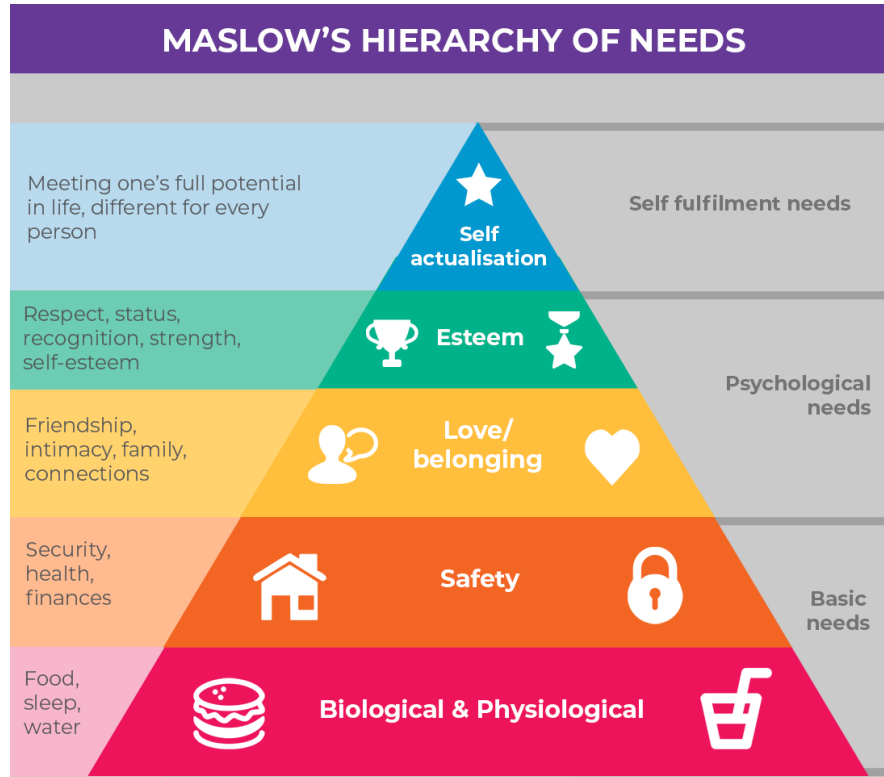 MASLOW'S HIERARCHY OF NEEDS
Meeting one's full potential
in life, different for every
person
Self
actualisation
Self fulfilment needs
Respect, status,
recognition, strength,
self-esteem
Esteem
Psychological
needs
Friendship,
intimacy, family,
connections
Love/
belonging
Security,
health,
finances
Safety
Basic
needs
Food,
sleep,
water
Biological & Physiological